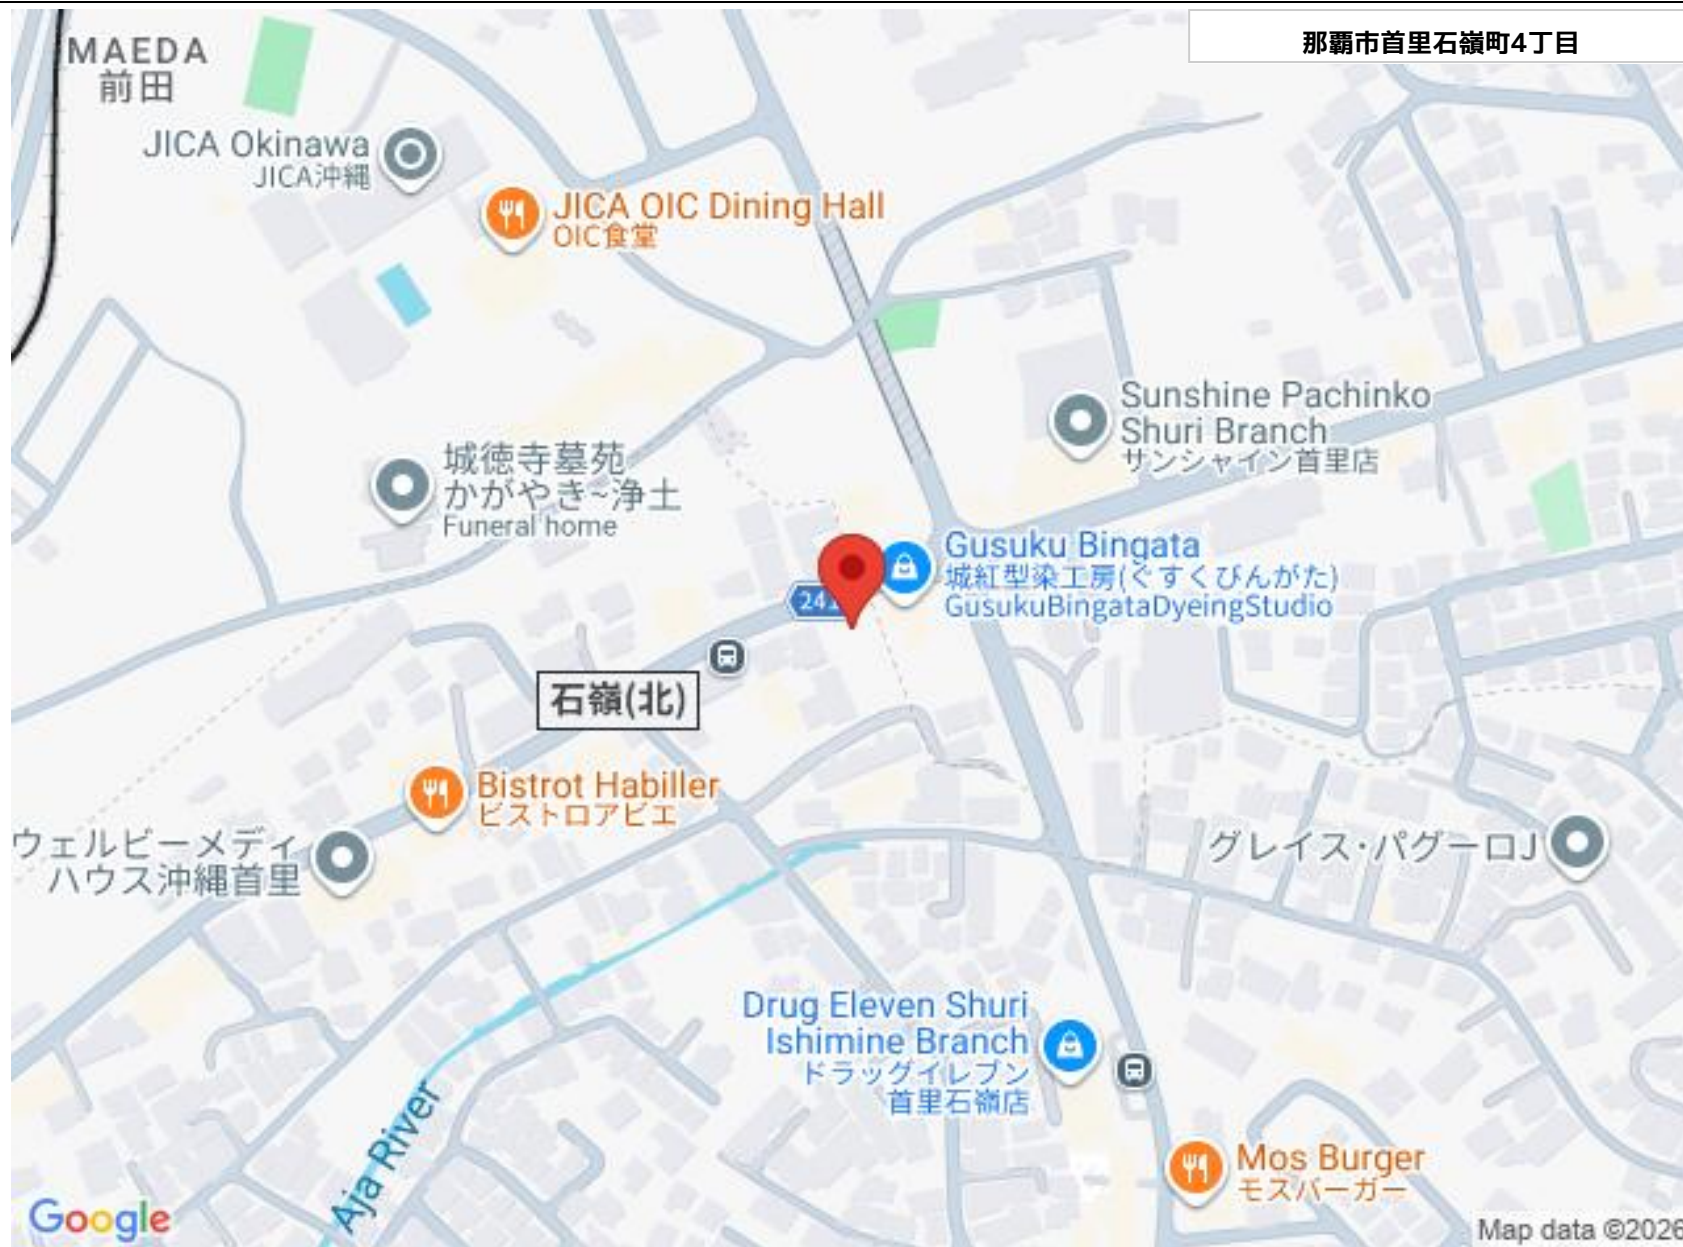 那覇市首里石嶺町4丁目
MAEDA
前田
JICA Okinawa
JICA沖縄
JICA OIC Dining Hall
OIC食堂
Sunshine Pachinko
Shuri Branch
サンシャイン首里店
城徳寺墓苑
かがやき~浄土
Funeral home
Gusuku Bingata
城紅型染工房(ぐすくびんがた)
GusukuBingataDyeingStudio
石嶺(北)
Bistrot Habiller
ビストロアビエ
ウェルビーメディ
ハウス沖縄首里
グレイス・パグーロJ
Drug Eleven Shuri
Ishimine Branch
ドラッグイレブン
首里石嶺店
Aja River
Mos Burger
モスバーガー
Google
Map data ©2026